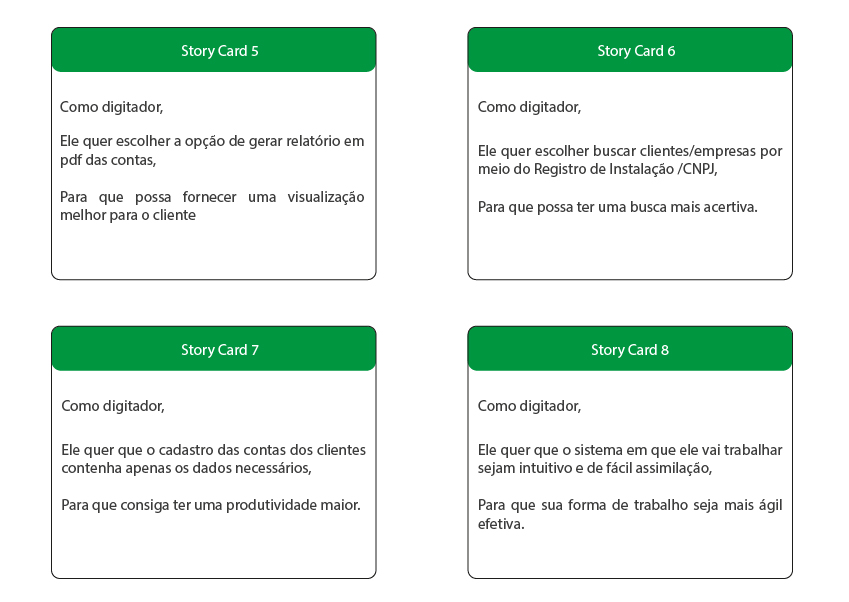 Story Card 5
Como digitador,
Ele quer escolher a opção de gerar relatório em
pdf das contas,
Para que possa fornecer uma visualização
melhor para o cliente
Story Card 6
Como digitador,
Ele quer escolher buscar clientes/empresas por
meio do Registro de Instalação /CNPJ,
Para que possa ter uma busca mais acertiva.
Story Card 7
Como digitador,
Ele quer que o cadastro das contas dos clientes
contenha apenas os dados necessários,
Para que consiga ter uma produtividade maior.
Story Card 8
Como digitador,
Ele quer que o sistema em que ele vai trabalhar
sejam intuitivo e de fácil assimilação,
Para que sua forma de trabalho seja mais ágil
efetiva.